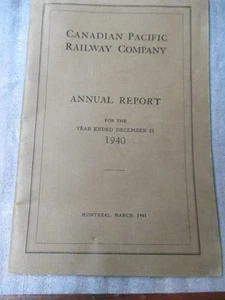 CANADIAN PACIFIC
RAILWAY COMPANY
ANNUAL REPORT
FOR THE
YEAR ENDED DECEMBER 31
1940
MONTREAL, MARCH, 1941